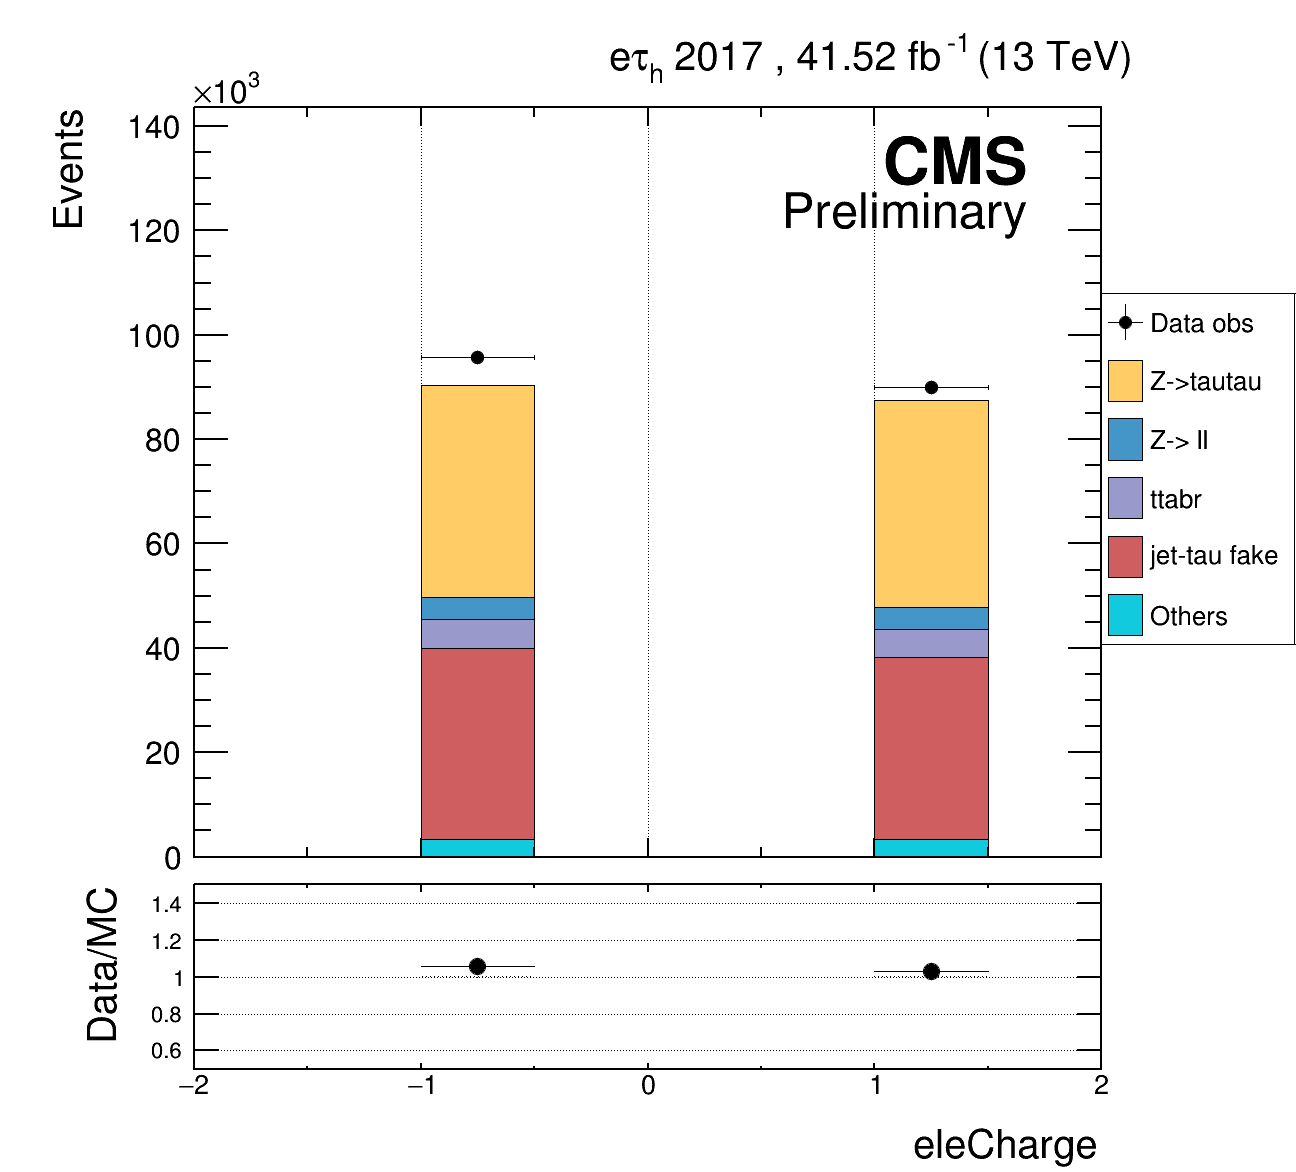 eτh 2017 , 41.52 fb-1 (13 TeV)
×103
Events
140
120
100
80
60
40
20
0
CMS
Preliminary
Data obs
Z->tautau
Z-> ll
ttabr
jet-tau fake
Others
Data/MC
1.4
1.2
1
0.8
0.6
−2 −1 0 1 2
eleCharge